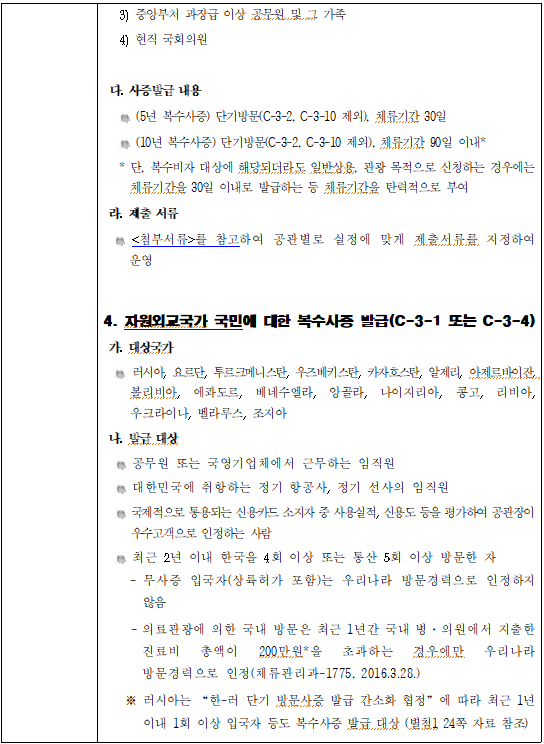 3) 중앙부처 과장급 이상 공무원 및 그 가족
4) 현직 국회의원
다. 사증발급 내용
(5년 복수사증) 단기방문(C-3-2, C-3-10 제외), 체류기간 30일
(10년 복수사증) 단기방문(C-3-2, C-3-10 제외), 체류기간 90일 이내*
* 단, 복수비자 대상에 해당되더라도 일반상용, 관광 목적으로 신청하는 경우에는
체류기간을 30일 이내로 발급하는 등 체류기간을 탄력적으로 부여
라. 제출 서류
<첨부서류>를 참고하여 공관별로 실정에 맞게 제출서류를 지정하여
운영
4. 자원외교국가 국민에 대한 복수사증 발급(C-3-1 또는 C-3-4)
가. 대상국가
러시아, 요르단, 투르크메니스탄, 우즈베키스탄, 카자흐스탄, 알제리, 아제르바이잔,
볼리비아, 에콰도르, 베네수엘라, 앙골라, 나이지리아, 콩고, 리비아,
우크라이나, 벨라루스, 조지아
나. 발급 대상
공무원 또는 국영기업체에서 근무하는 임직원
대한민국에 취항하는 정기 항공사, 정기 선사의 임직원
국제적으로 통용되는 신용카드 소지자 중 사용실적, 신용도 등을 평가하여 공관장이
우수고객으로 인정하는 사람
최근 2년 이내 한국을 4회 이상 또는 통산 5회 이상 방문한 자
- 무사증 입국자(상륙허가 포함)는 우리나라 방문경력으로 인정하지
않음
- 의료관광에 의한 국내 방문은 최근 1년간 국내 병·의원에서 지출한
진료비 총액이 200만원*을 초과하는 경우에만 우리나라
방문경력으로 인정(체류관리과-1775, 2016.3.28.)
※ 러시아는 “한-러 단기 방문사증 발급 간소화 협정”에 따라 최근 1년
이내 1회 이상 입국자 등도 복수사증 발급 대상 (별첨1 24쪽 자료 참조)